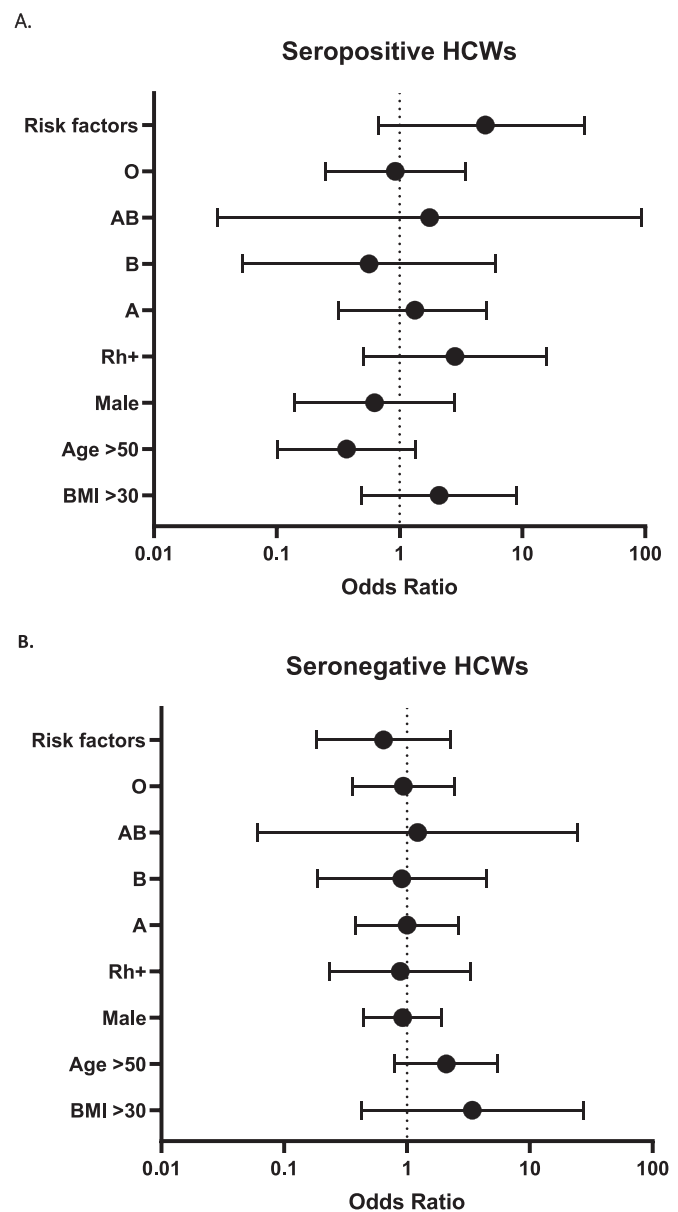 A.
Seropositive HCWs
Risk factors
O
AB
B
A
Rh+
Male
Age >50
BMI >30
0.01 0.1 1 10 100
Odds Ratio
B.
Seronegative HCWs
Risk factors
O
AB
B
A
Rh+
Male
Age >50
BMI >30
0.01 0.1 1 10 100
Odds Ratio